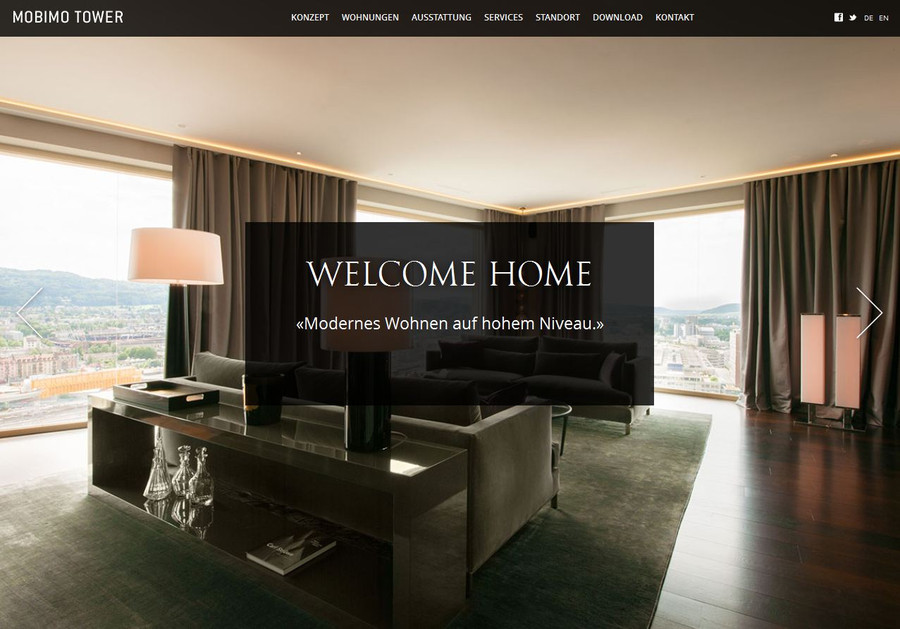 MOBIMO TOWER
KONZEPT WOHNUNGEN AUSSTATTUNG SERVICES STANDORT DOWNLOAD KONTAKT
DE EN
WELCOME HOME
«Modernes Wohnen auf hohem Niveau.»